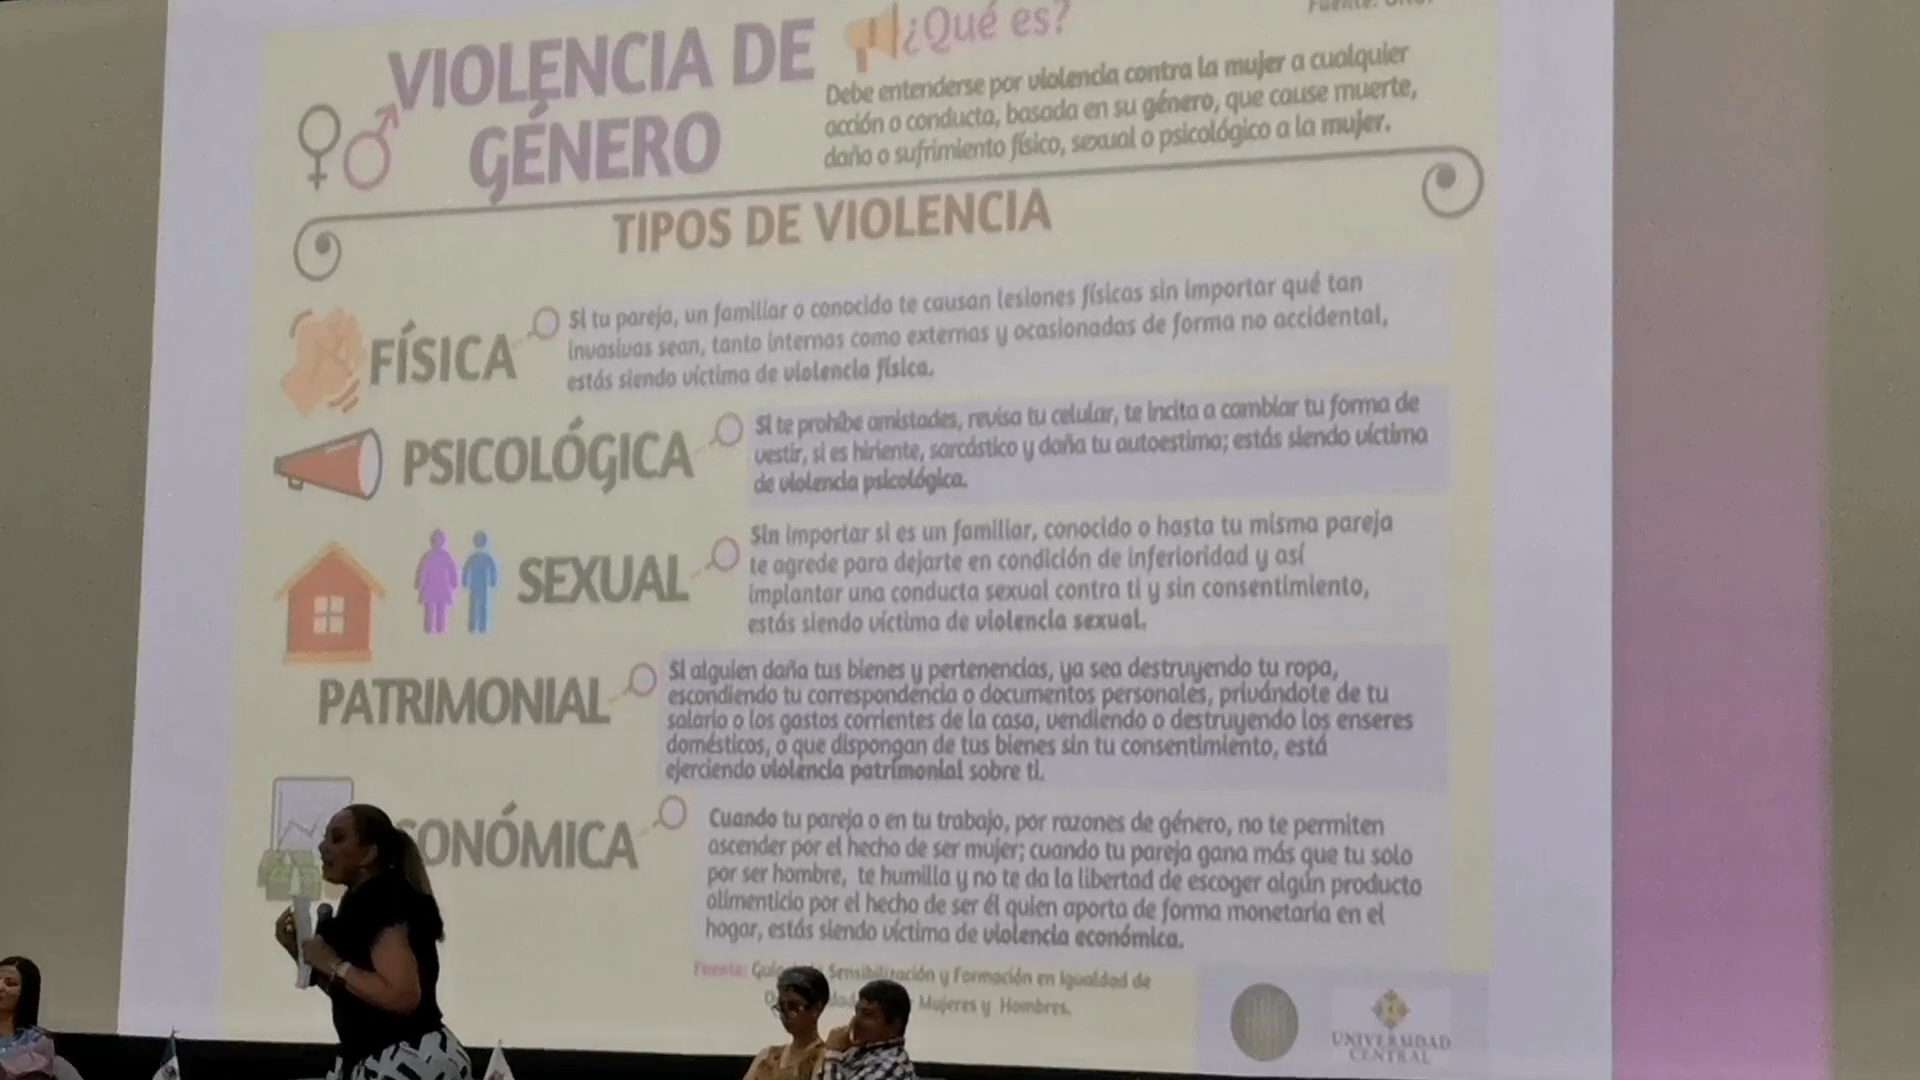 VIOLENCIA DE
GÉNERO
¿Qué es?
Fuente:
Debe entenderse por violencia contra la mujer a cualquier
acción o conducta, basada en su género, que cause muerte,
daño o sufrimiento físico, sexual o psicológico a la mujer.
TIPOS DE VIOLENCIA
FÍSICA
Si tu pareja, un familiar o conocido te causan lesiones físicas sin importar qué tan
invasivas sean, tanto internas como externas y ocasionadas de forma no accidental,
estás siendo víctima de violencia física.
PSICOLÓGICA
Si te prohíbe amistades, revisa tu celular, te incita a cambiar tu forma de
vestir, si es hiriente, sarcástico y daña tu autoestima; estás siendo víctima
de violencia psicológica.
SEXUAL
Sin importar si es un familiar, conocido o hasta tu misma pareja
te agrede para dejarte en condición de inferioridad y así
implantar una conducta sexual contra ti y sin consentimiento,
estás siendo víctima de violencia sexual.
PATRIMONIAL
Si alguien daña tus bienes y pertenencias, ya sea destruyendo tu ropa,
escondiendo tu correspondencia o documentos personales, privándote de tu
salario o los gastos corrientes de la casa, vendiendo o destruyendo los enseres
domésticos, o que dispongan de tus bienes sin tu consentimiento, está
ejerciendo violencia patrimonial sobre ti.
ONÓMICA
Cuando tu pareja o en tu trabajo, por razones de género, no te permiten
ascender por el hecho de ser mujer; cuando tu pareja gana más que tu solo
por ser hombre, te humilla y no te da la libertad de escoger algún producto
alimenticio por el hecho de ser él quien aporta de forma monetaria en el
hogar, estás siendo víctima de violencia económica.
Fuente: Sensibilización y Formación en Igualdad de
Mujeres y Hombres.
UNIVERSIDAD
CENTRAL